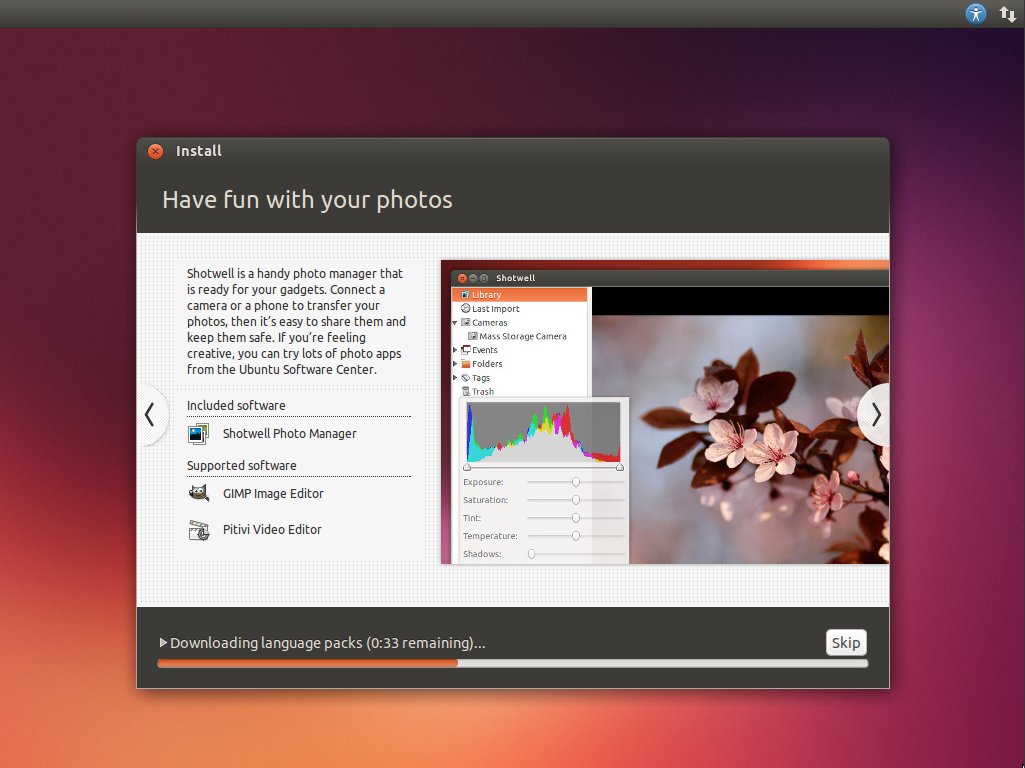 Install
Have fun with your photos
Shotwell is a handy photo manager that
is ready for your gadgets. Connect a
camera or a phone to transfer your
photos, then it's easy to share them and
keep them safe. If you're feeling
creative, you can try lots of photo apps
from the Ubuntu Software Center.
Included software
Shotwell Photo Manager
Supported software
GIMP Image Editor
Pitivi Video Editor
Shotwell
Library
Last Import
Cameras
Mass Storage Camera
Events
Folders
Tags
Trash
Exposure:
Saturation:
Tint:
Temperature:
Shadows:
Downloading language packs (0:33 remaining)...
Skip